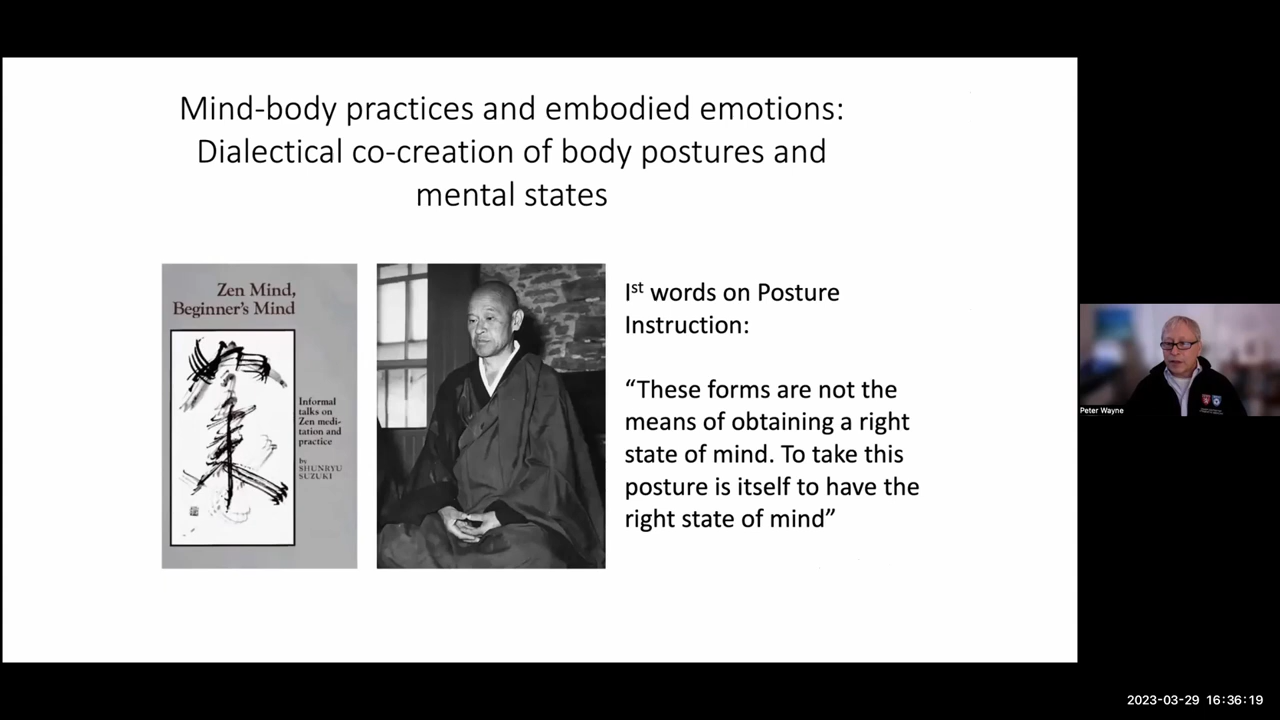 Mind-body practices and embodied emotions:
Dialectical co-creation of body postures and
mental states
Zen Mind,
Beginner's Mind
Informal
talks on
Zen medi-
tation and
practice
by
SHUNRYU
SUZUKI
Ist words on Posture
Instruction:
“These forms are not the
means of obtaining a right
state of mind. To take this
posture is itself to have the
right state of mind”
Peter Wayne
2023-03-29 16:36:19